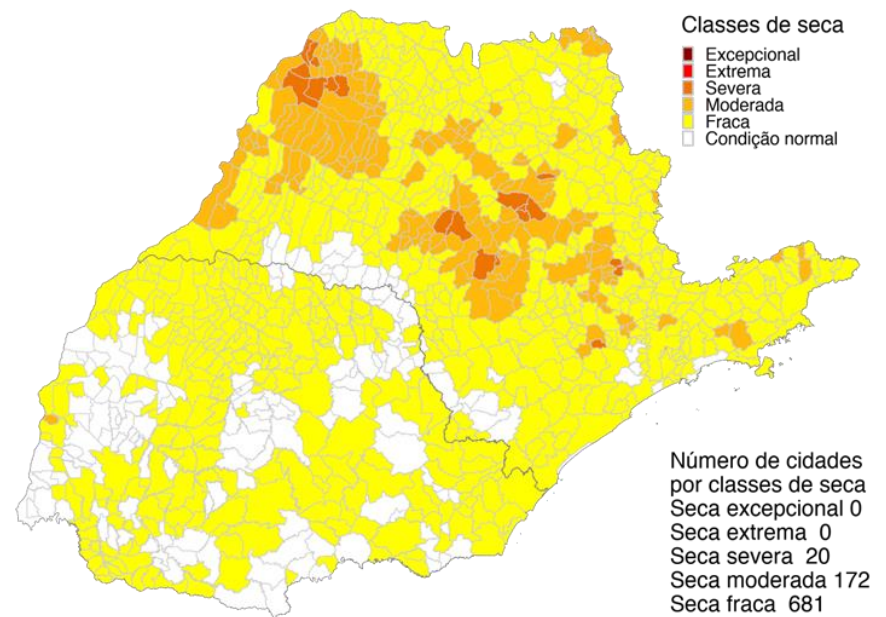 Classes de seca
Excepcional
Extrema
Severa
Moderada
Fraca
Condição normal
Número de cidades
por classes de seca
Seca excepcional 0
Seca extrema 0
Seca severa 20
Seca moderada 172
Seca fraca 681